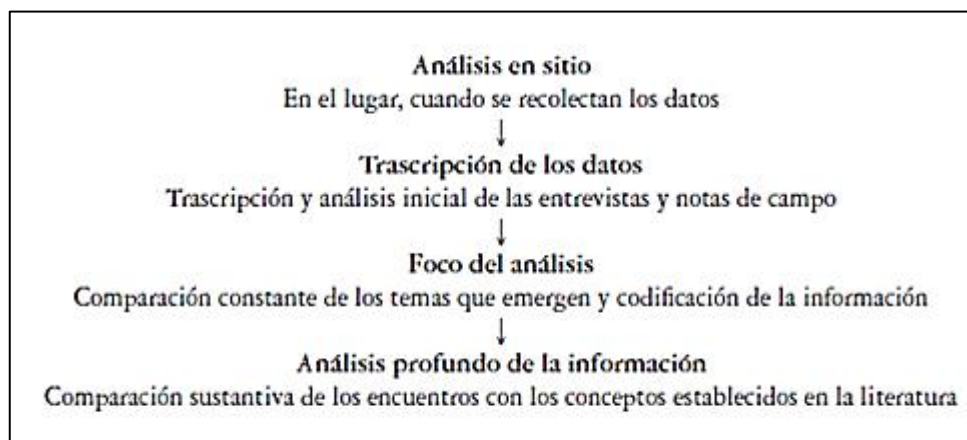 Análisis en sitio
En el lugar, cuando se recolectan los datos
↓
Trascripción de los datos
Trascripción y análisis inicial de las entrevistas y notas de campo
↓
Foco del análisis
Comparación constante de los temas que emergen y codificación de la información
↓
Análisis profundo de la información
Comparación sustantiva de los encuentros con los conceptos establecidos en la literatura